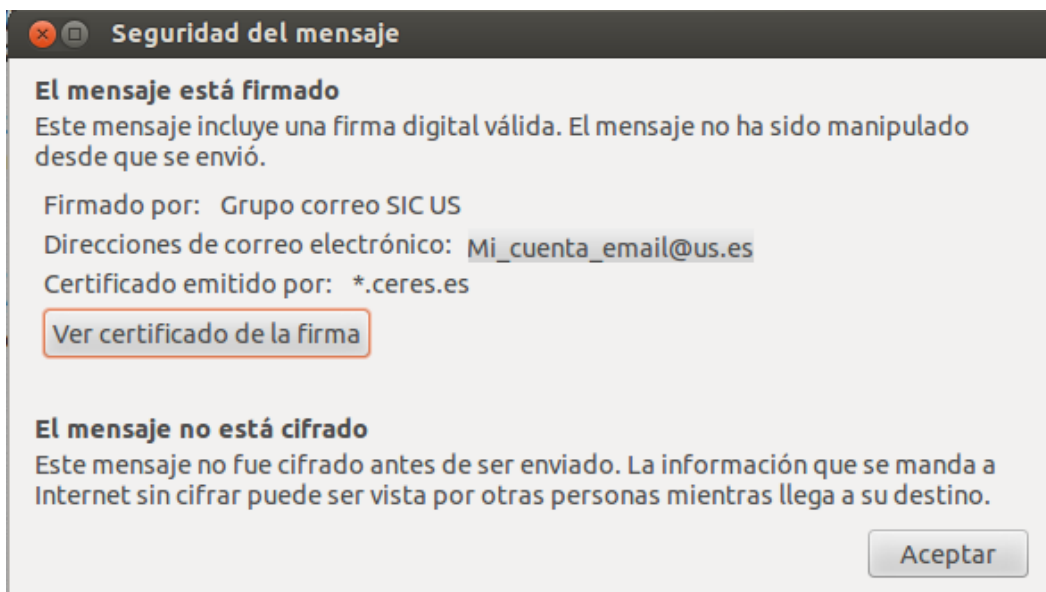 Seguridad del mensaje
El mensaje está firmado
Este mensaje incluye una firma digital válida. El mensaje no ha sido manipulado
desde que se envió.
Firmado por: Grupo correo SIC US
Direcciones de correo electrónico: Mi_cuenta_email@us.es
Certificado emitido por: *.ceres.es
Ver certificado de la firma
El mensaje no está cifrado
Este mensaje no fue cifrado antes de ser enviado. La información que se manda a
Internet sin cifrar puede ser vista por otras personas mientras llega a su destino.
Aceptar